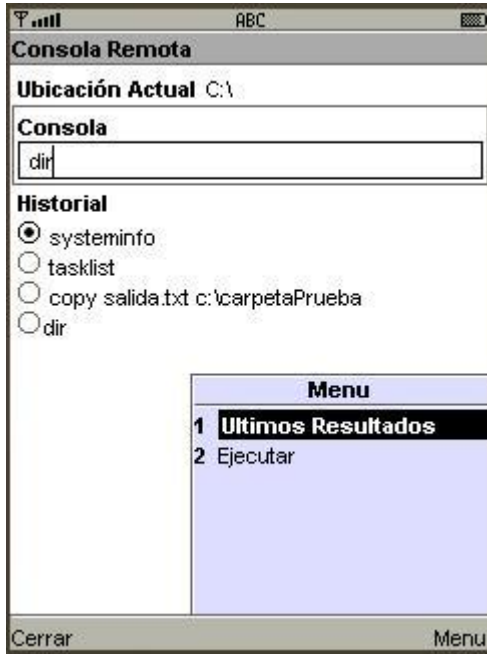 ABC
Consola Remota
Ubicación Actual C:\
Consola
dir
Historial
systeminfo
tasklist
copy salida.txt c:\carpetaPrueba
dir
Menu
1 Ultimos Resultados
2 Ejecutar
Cerrar Menu